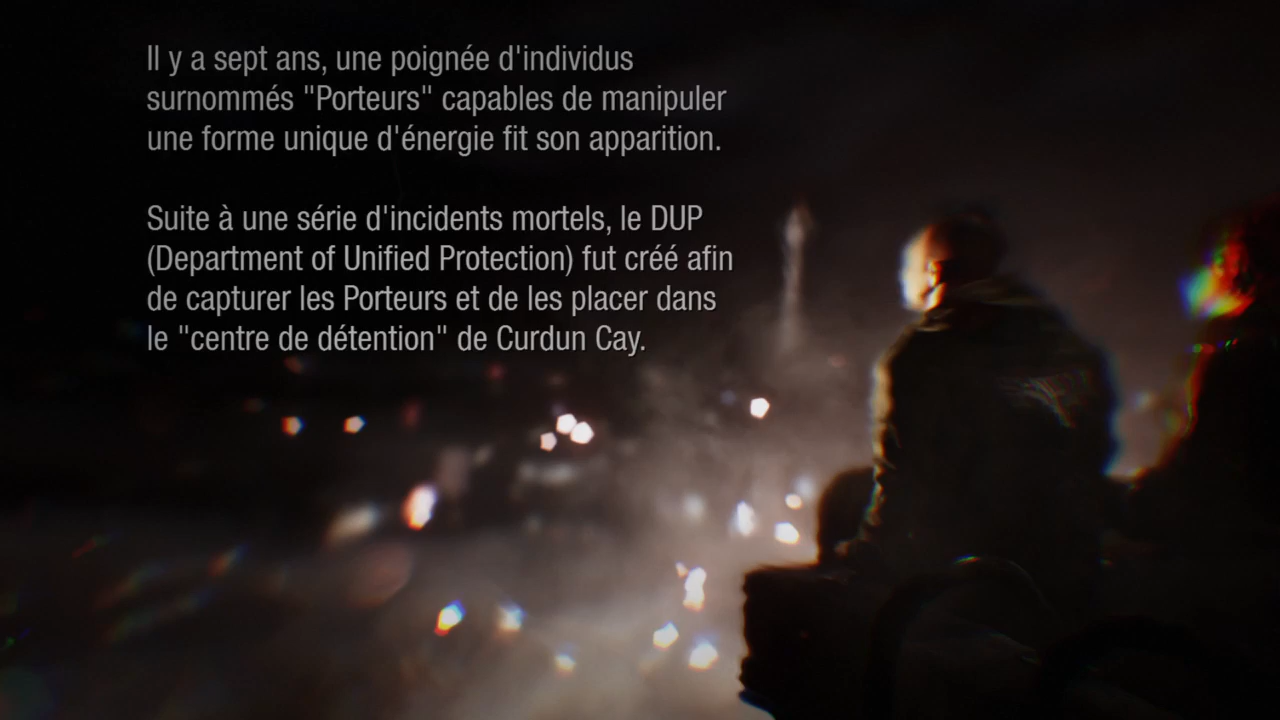 Il y a sept ans, une poignée d'individus
surnommés "Porteurs" capables de manipuler
une forme unique d'énergie fit son apparition.
Suite à une série d'incidents mortels, le DUP
(Department of Unified Protection) fut créé afin
de capturer les Porteurs et de les placer dans
le "centre de détention" de Curdun Cay.